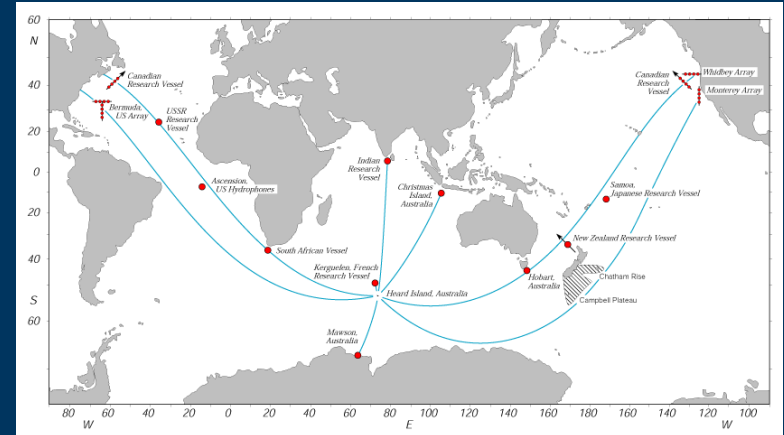 60
N
40
20
0
20
40
S
60
Canadian
Research Vessel
Bermuda,
US Array
USSR
Research
Vessel
Ascension,
US Hydrophones
South African Vessel
Indian
Research
Vessel
Christmas
Island,
Australia
Kerguelen, French
Research Vessel
Heard Island, Australia
Mawson,
Australia
Canadian
Research
Vessel
Whidbey Array
Monterey Array
Samoa,
Japanese Research Vessel
New Zealand Research Vessel
Hobart,
Australia
Chatham Rise
Campbell Plateau
80 60 40 20 0 20 40 60 80 100 120 140 160 180 160 140 120 100
W E W